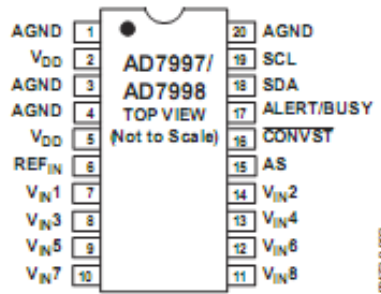 AGND 1 20 AGND
VDD 2 19 SCL
AGND 3 18 SDA
AGND 4 17 ALERT/BUSY
VDD 5 16 CONVST
REFIN 6 15 AS
VIN1 7 14 VIN2
VIN3 8 13 VIN4
VIN5 9 12 VIN6
VIN7 10 11 VIN8
AD7997/
AD7998
TOP VIEW
(Not to Scale)